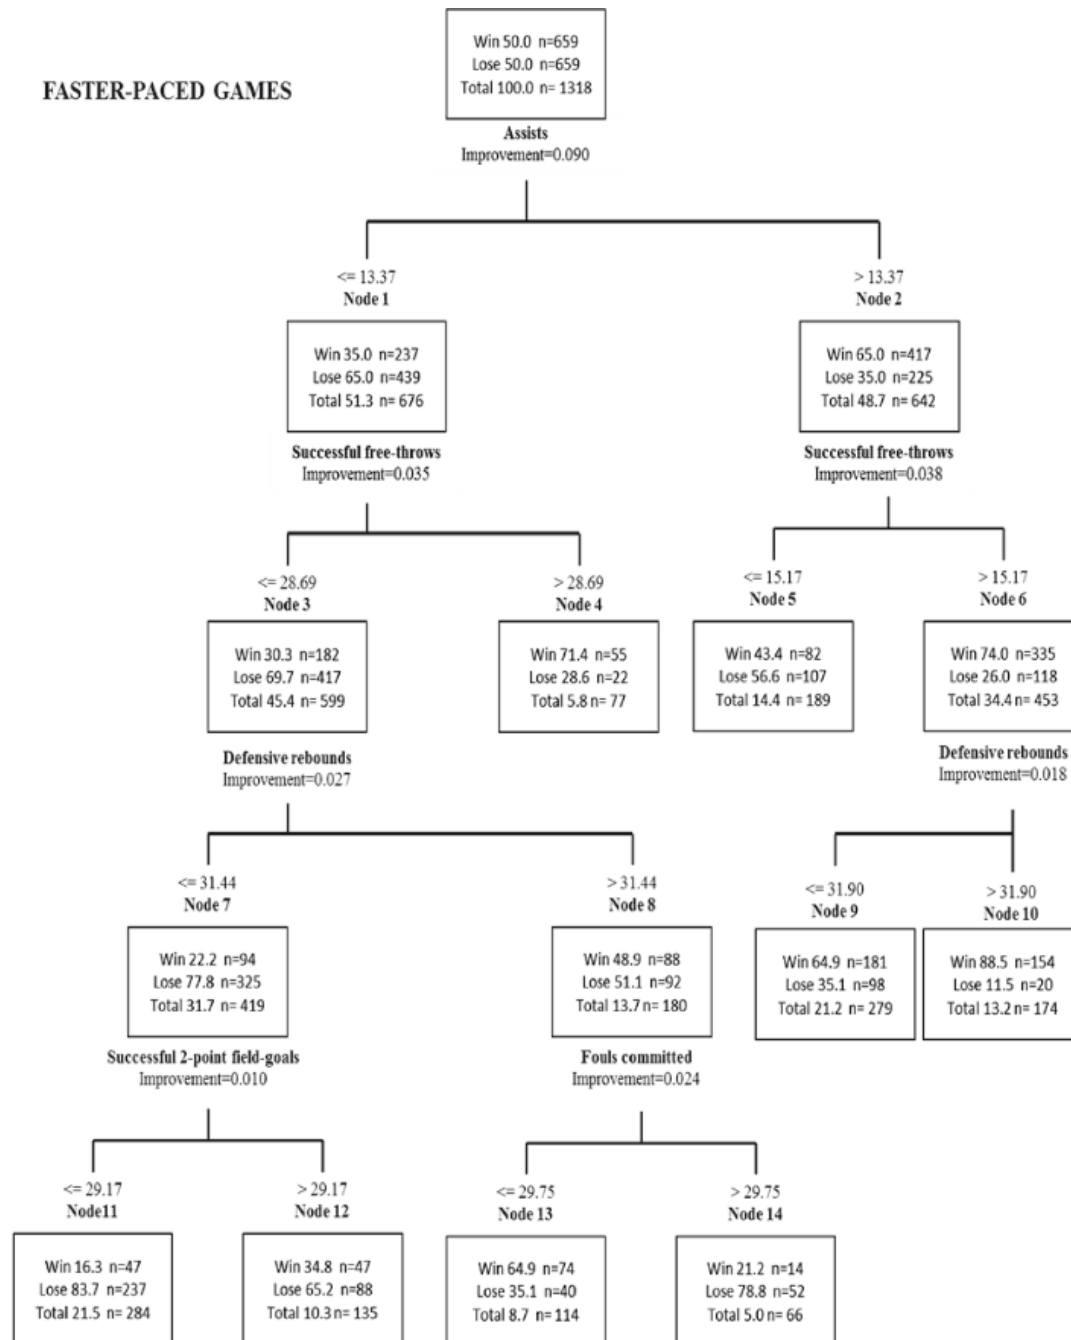 Win 50.0 n=659
Lose 50.0 n=659
Total 100.0 n= 1318
FASTER-PACED GAMES
Assists
Improvement=0.090
<= 13.37
Node 1
> 13.37
Node 2
Win 35.0 n=237
Lose 65.0 n=439
Total 51.3 n= 676
Win 65.0 n=417
Lose 35.0 n=225
Total 48.7 n= 642
Successful free-throws
Improvement=0.035
Successful free-throws
Improvement=0.038
<= 28.69
Node 3
> 28.69
Node 4
<= 15.17
Node 5
> 15.17
Node 6
Win 30.3 n=182
Lose 69.7 n=417
Total 45.4 n= 599
Win 71.4 n=55
Lose 28.6 n=22
Total 5.8 n= 77
Win 43.4 n=82
Lose 56.6 n=107
Total 14.4 n= 189
Win 74.0 n=335
Lose 26.0 n=118
Total 34.4 n= 453
Defensive rebounds
Improvement=0.027
Defensive rebounds
Improvement=0.018
<= 31.44
Node 7
> 31.44
Node 8
<= 31.90
Node 9
> 31.90
Node 10
Win 22.2 n=94
Lose 77.8 n=325
Total 31.7 n= 419
Win 48.9 n=88
Lose 51.1 n=92
Total 13.7 n= 180
Win 64.9 n=181
Lose 35.1 n=98
Total 21.2 n= 279
Win 88.5 n=154
Lose 11.5 n=20
Total 13.2 n= 174
Successful 2-point field-goals
Improvement=0.010
Fouls committed
Improvement=0.024
<= 29.17
Node11
> 29.17
Node 12
<= 29.75
Node 13
> 29.75
Node 14
Win 16.3 n=47
Lose 83.7 n=237
Total 21.5 n= 284
Win 34.8 n=47
Lose 65.2 n=88
Total 10.3 n= 135
Win 64.9 n=74
Lose 35.1 n=40
Total 8.7 n= 114
Win 21.2 n=14
Lose 78.8 n=52
Total 5.0 n= 66